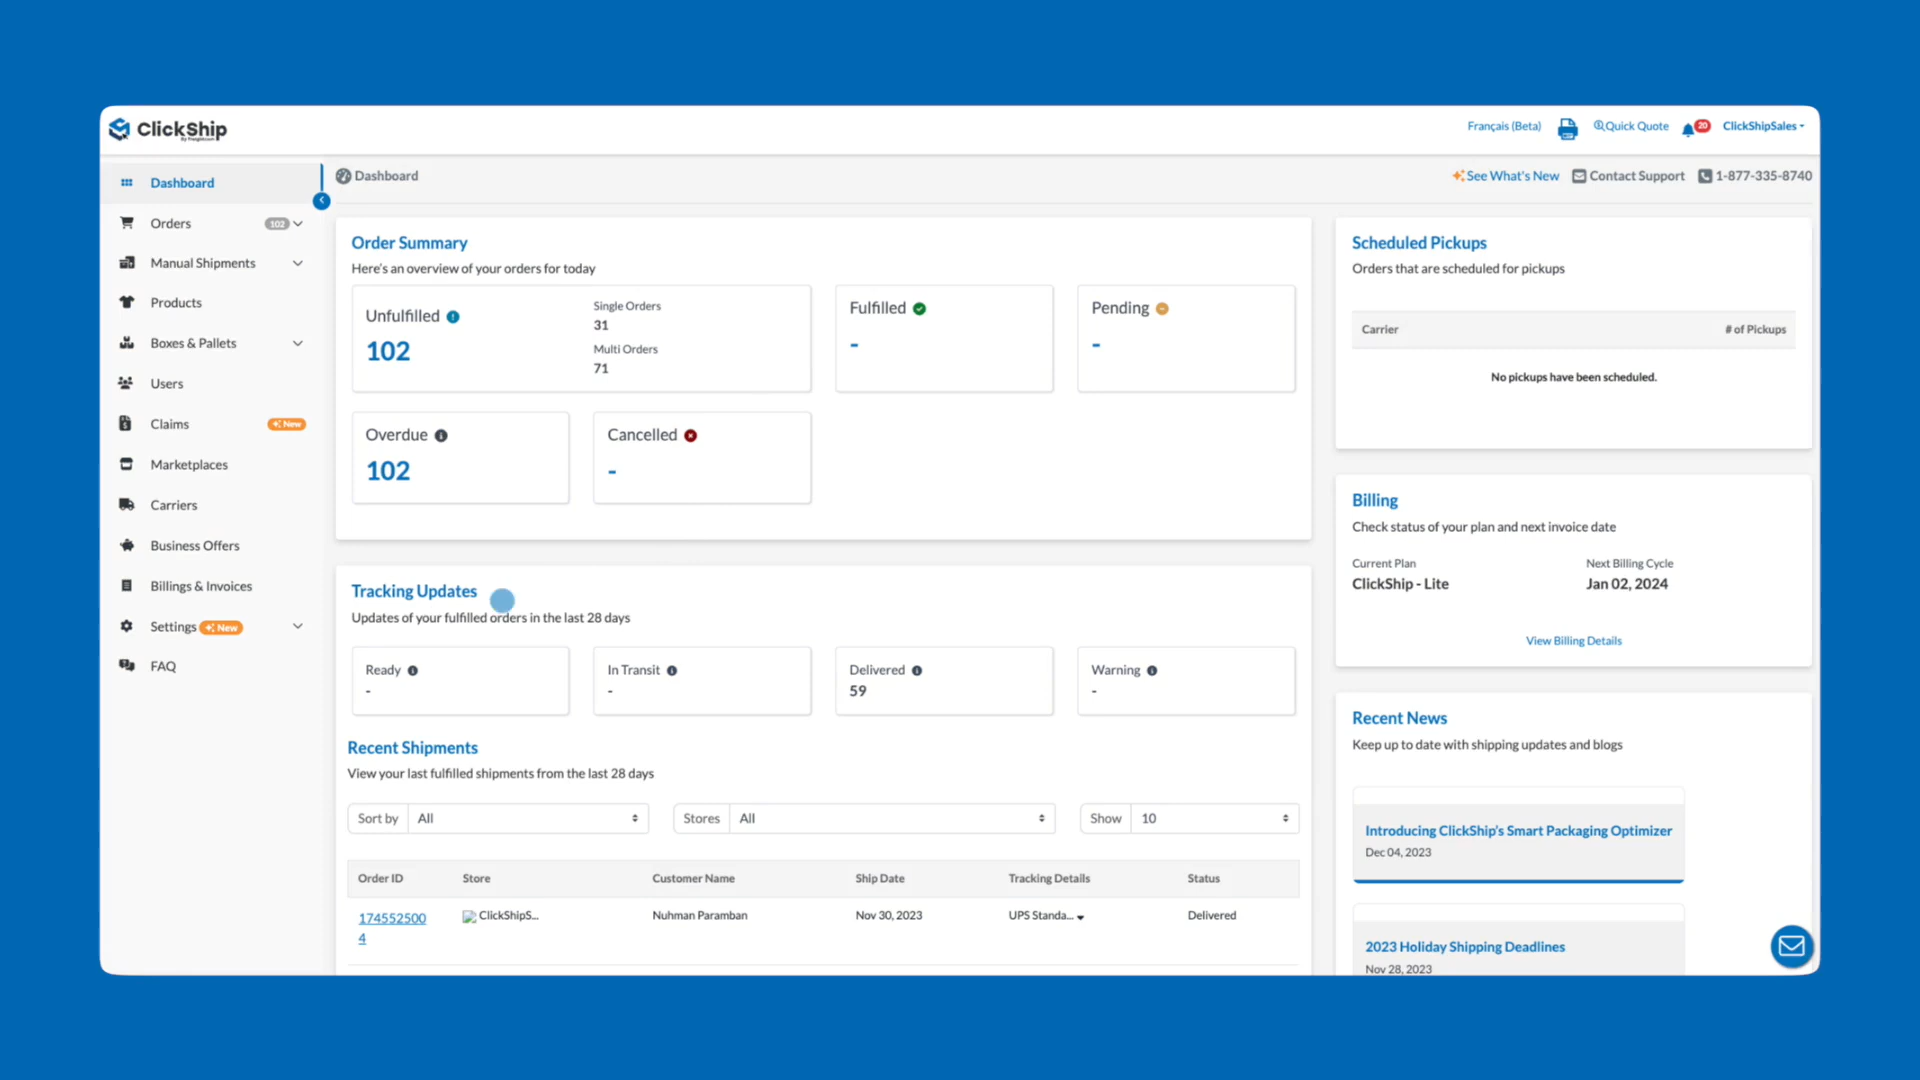 ClickShip
By freightcom
Français (Beta)
Quick Quote
20
ClickShipSales
Dashboard
Orders
102
Manual Shipments
Products
Boxes & Pallets
Users
Claims
New
Marketplaces
Carriers
Business Offers
Billings & Invoices
Settings
New
FAQ
Dashboard
See What's New
Contact Support
1-877-335-8740
Order Summary
Here's an overview of your orders for today
Unfulfilled
102
Single Orders
31
Multi Orders
71
Fulfilled
-
Pending
-
Overdue
102
Cancelled
-
Tracking Updates
Updates of your fulfilled orders in the last 28 days
Ready
-
In Transit
-
Delivered
59
Warning
-
Recent Shipments
View your last fulfilled shipments from the last 28 days
Sort by All
Stores All
Show 10
Order ID Store Customer Name Ship Date Tracking Details Status
174552500 ClickShipS... Nuhman Paramban Nov 30, 2023 UPS Standa... Delivered
4
Scheduled Pickups
Orders that are scheduled for pickups
Carrier # of Pickups
No pickups have been scheduled.
Billing
Check status of your plan and next invoice date
Current Plan
ClickShip - Lite
Next Billing Cycle
Jan 02, 2024
View Billing Details
Recent News
Keep up to date with shipping updates and blogs
Introducing ClickShip's Smart Packaging Optimizer
Dec 04, 2023
2023 Holiday Shipping Deadlines
Nov 28, 2023